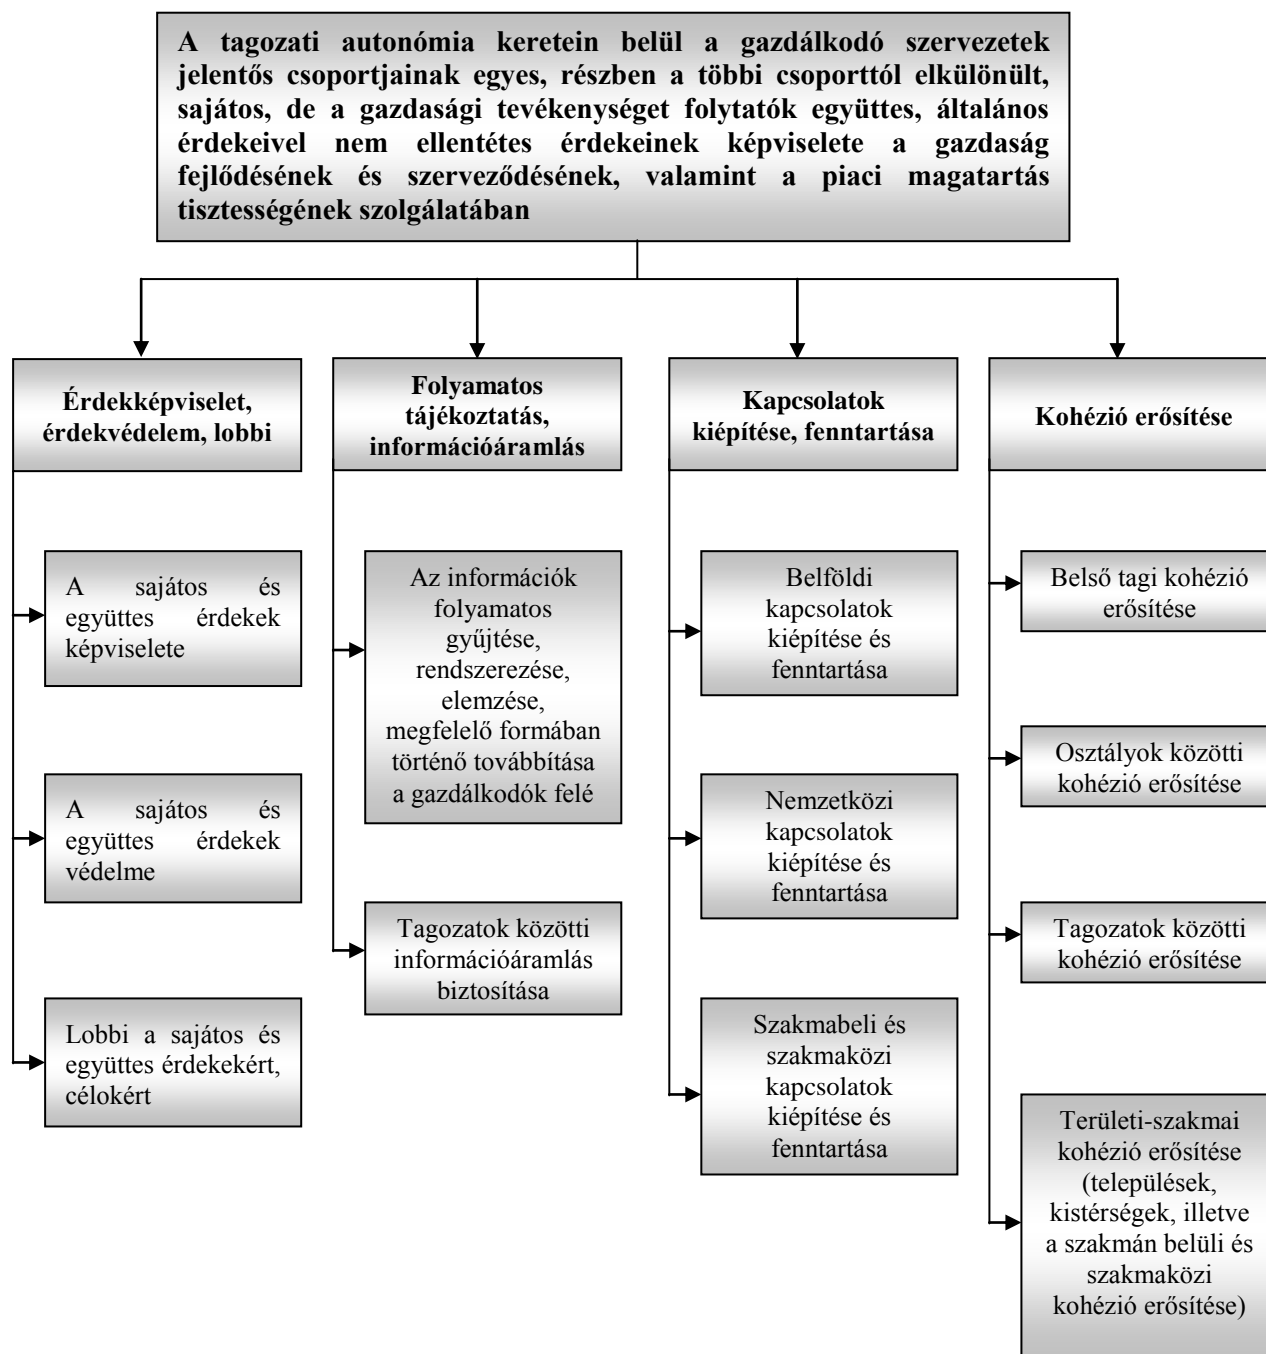 A tagozati autonómia keretein belül a gazdálkodó szervezetek
jelentős csoportjainak egyes, részben a többi csoporttól elkülönült,
sajátos, de a gazdasági tevékenységet folytatók együttes, általános
érdekeivel nem ellentétes érdekeinek képviselete a gazdaság
fejlődésének és szerveződésének, valamint a piaci magatartás
tisztességének szolgálatában
Érdekképviselet,
érdekvédelem, lobbi
A sajátos és
együttes érdekek
képviselete
A sajátos és
együttes érdekek
védelme
Lobbi a sajátos és
együttes érdekekért,
célokért
Folyamatos
tájékoztatás,
információáramlás
Az információk
folyamatos
gyűjtése,
rendszerezése,
elemzése,
megfelelő formában
történő továbbítása
a gazdálkodók felé
Tagozatok közötti
információáramlás
biztosítása
Kapcsolatok
kiépítése, fenntartása
Belföldi
kapcsolatok
kiépítése és
fenntartása
Nemzetközi
kapcsolatok
kiépítése és
fenntartása
Szakmabeli és
szakmaközi
kapcsolatok
kiépítése és
fenntartása
Kohézió erősítése
Belső tagi kohézió
erősítése
Osztályok közötti
kohézió erősítése
Tagozatok közötti
kohézió erősítése
Területi-szakmai
kohézió erősítése
(települések,
kistérségek, illetve
a szakmán belüli és
szakmaközi
kohézió erősítése)